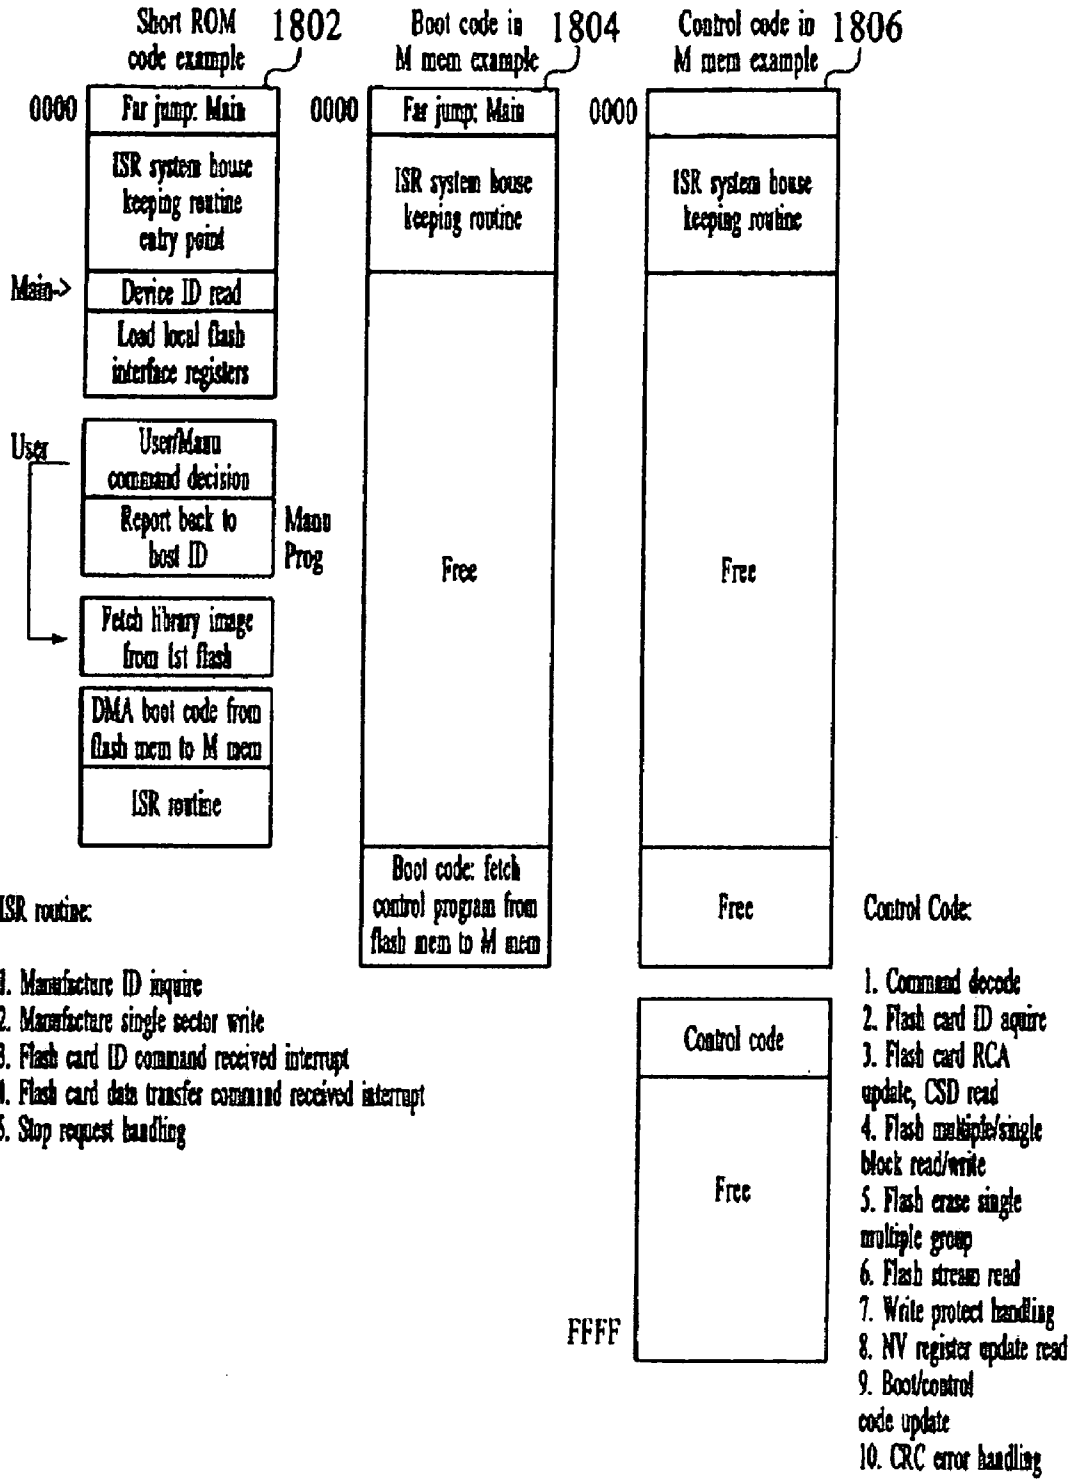 Short ROM
code example
1802
0000
Far jump: Main
ISR system house
keeping routine
entry point
Main->
Device ID read
Load local flash
interface registers
User
User/Manu
command decision
Report back to
host ID
Manu
Prog
Fetch library image
from 1st flash
DMA boot code from
flash mem to M mem
ISR routine
Boot code in
M mem example
1804
0000
Far jump: Main
ISR system house
keeping routine
Free
Boot code: fetch
control program from
flash mem to M mem
Control code in
M mem example
1806
0000
ISR system house
keeping routine
Free
Free
Control code
Free
FFFF
ISR routine:
1. Manufacture ID inquire
2. Manufacture single sector write
3. Flash card ID command received interrupt
4. Flash card data transfer command received interrupt
5. Stop request handling
Control Code:
1. Command decode
2. Flash card ID aquire
3. Flash card RCA
update, CSD read
4. Flash multiple/single
block read/write
5. Flash erase single
multiple group
6. Flash stream read
7. Write protect handling
8. NV register update read
9. Boot/control
code update
10. CRC error handling